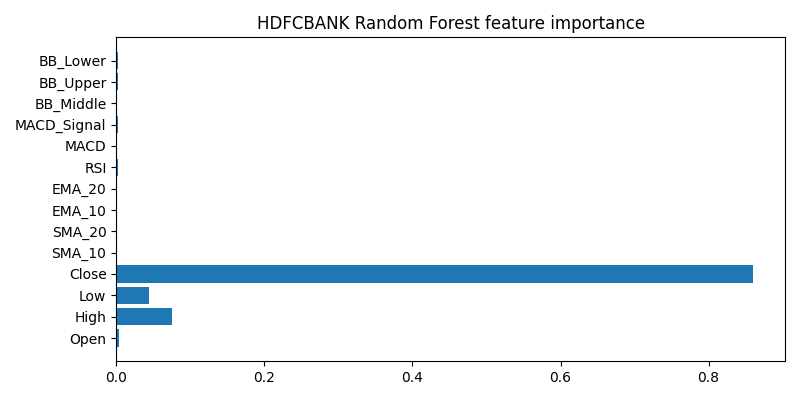 HDFCBANK Random Forest feature importance
BB_Lower
BB_Upper
BB_Middle
MACD_Signal
MACD
RSI
EMA_20
EMA_10
SMA_20
SMA_10
Close
Low
High
Open
0.0 0.2 0.4 0.6 0.8